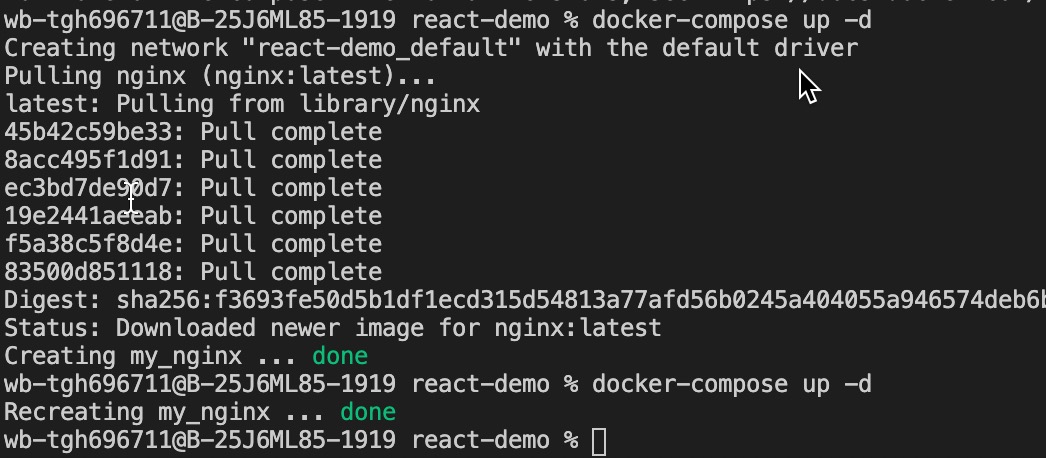 wb-tgh696711@B-25J6ML85-1919 react-demo % docker-compose up -d
Creating network "react-demo_default" with the default driver
Pulling nginx (nginx:latest)...
latest: Pulling from library/nginx
45b42c59be33: Pull complete
8acc495f1d91: Pull complete
ec3bd7de90d7: Pull complete
19e2441aeeab: Pull complete
f5a38c5f8d4e: Pull complete
83500d851118: Pull complete
Digest: sha256:f3693fe50d5b1df1ecd315d54813a77afd56b0245a404055a946574deb6b
Status: Downloaded newer image for nginx:latest
Creating my_nginx ... done
wb-tgh696711@B-25J6ML85-1919 react-demo % docker-compose up -d
Recreating my_nginx ... done
wb-tgh696711@B-25J6ML85-1919 react-demo %